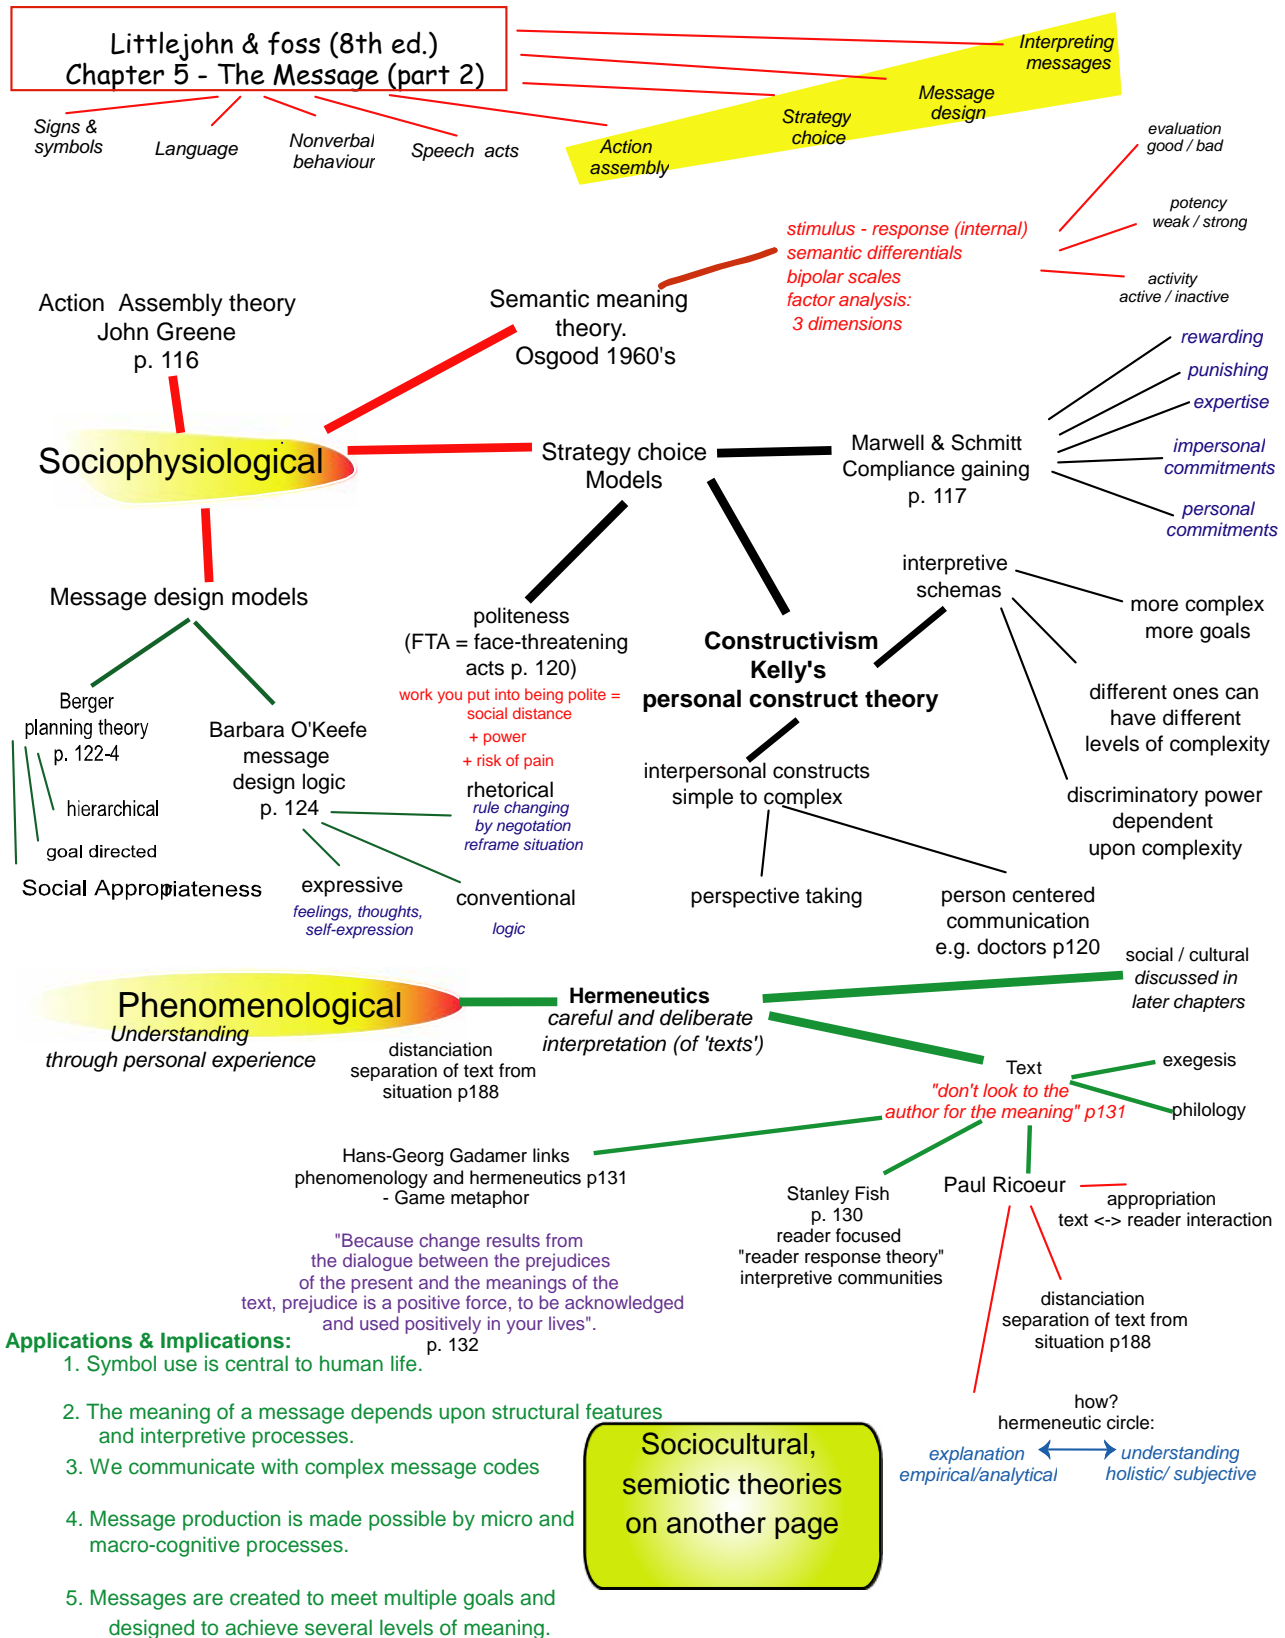 Littlejohn & foss (8th ed.)
Chapter 5 - The Message (part 2)
Signs &
symbols
Language
Nonverbal
behaviour
Speech acts
Action
assembly
Strategy
choice
Message
design
Interpreting
messages
evaluation
good / bad
potency
weak / strong
activity
active / inactive
stimulus - response (internal)
semantic differentials
bipolar scales
factor analysis:
3 dimensions
Action Assembly theory
John Greene
p. 116
Semantic meaning
theory.
Osgood 1960's
rewarding
punishing
expertise
impersonal
commitments
personal
commitments
Sociophysiological
Strategy choice
Models
Marwell & Schmitt
Compliance gaining
p. 117
Message design models
politeness
(FTA = face-threatening
acts p. 120)
work you put into being polite =
social distance
+ power
+ risk of pain
Constructivism
Kelly's
personal construct theory
interpretive
schemas
more complex
more goals
different ones can
have different
levels of complexity
discriminatory power
dependent
upon complexity
Berger
planning theory
p. 122-4
hierarchical
goal directed
Social Appropriateness
Barbara O'Keefe
message
design logic
p. 124
rhetorical
rule changing
by negotation
reframe situation
expressive
feelings, thoughts,
self-expression
conventional
logic
interpersonal constructs
simple to complex
perspective taking
person centered
communication
e.g. doctors p120
Phenomenological
Understanding
through personal experience
Hermeneutics
careful and deliberate
interpretation (of 'texts')
social / cultural
discussed in
later chapters
distanciation
separation of text from
situation p188
Text
"don't look to the
author for the meaning" p131
exegesis
philology
Hans-Georg Gadamer links
phenomenology and hermeneutics p131
- Game metaphor
"Because change results from
the dialogue between the prejudices
of the present and the meanings of the
text, prejudice is a positive force, to be acknowledged
and used positively in your lives".
p. 132
Stanley Fish
p. 130
reader focused
"reader response theory"
interpretive communities
Paul Ricoeur
appropriation
text <-> reader interaction
distanciation
separation of text from
situation p188
how?
hermeneutic circle:
explanation
empirical/analytical
understanding
holistic/ subjective
Applications & Implications:
1. Symbol use is central to human life.
2. The meaning of a message depends upon structural features
and interpretive processes.
3. We communicate with complex message codes
4. Message production is made possible by micro and
macro-cognitive processes.
5. Messages are created to meet multiple goals and
designed to achieve several levels of meaning.
Sociocultural,
semiotic theories
on another page